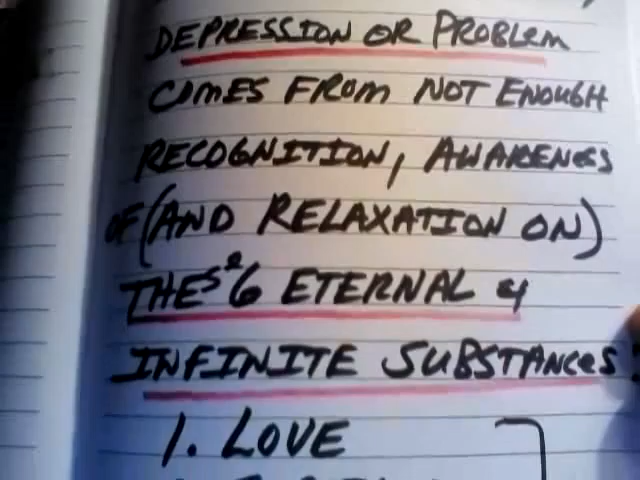 DEPRESSION OR PROBLEM
COMES FROM NOT ENOUGH
RECOGNITION, AWARENESS
OF (AND RELAXATION ON)
THESE 6 ETERNAL &
INFINITE SUBSTANCES:
1. LOVE